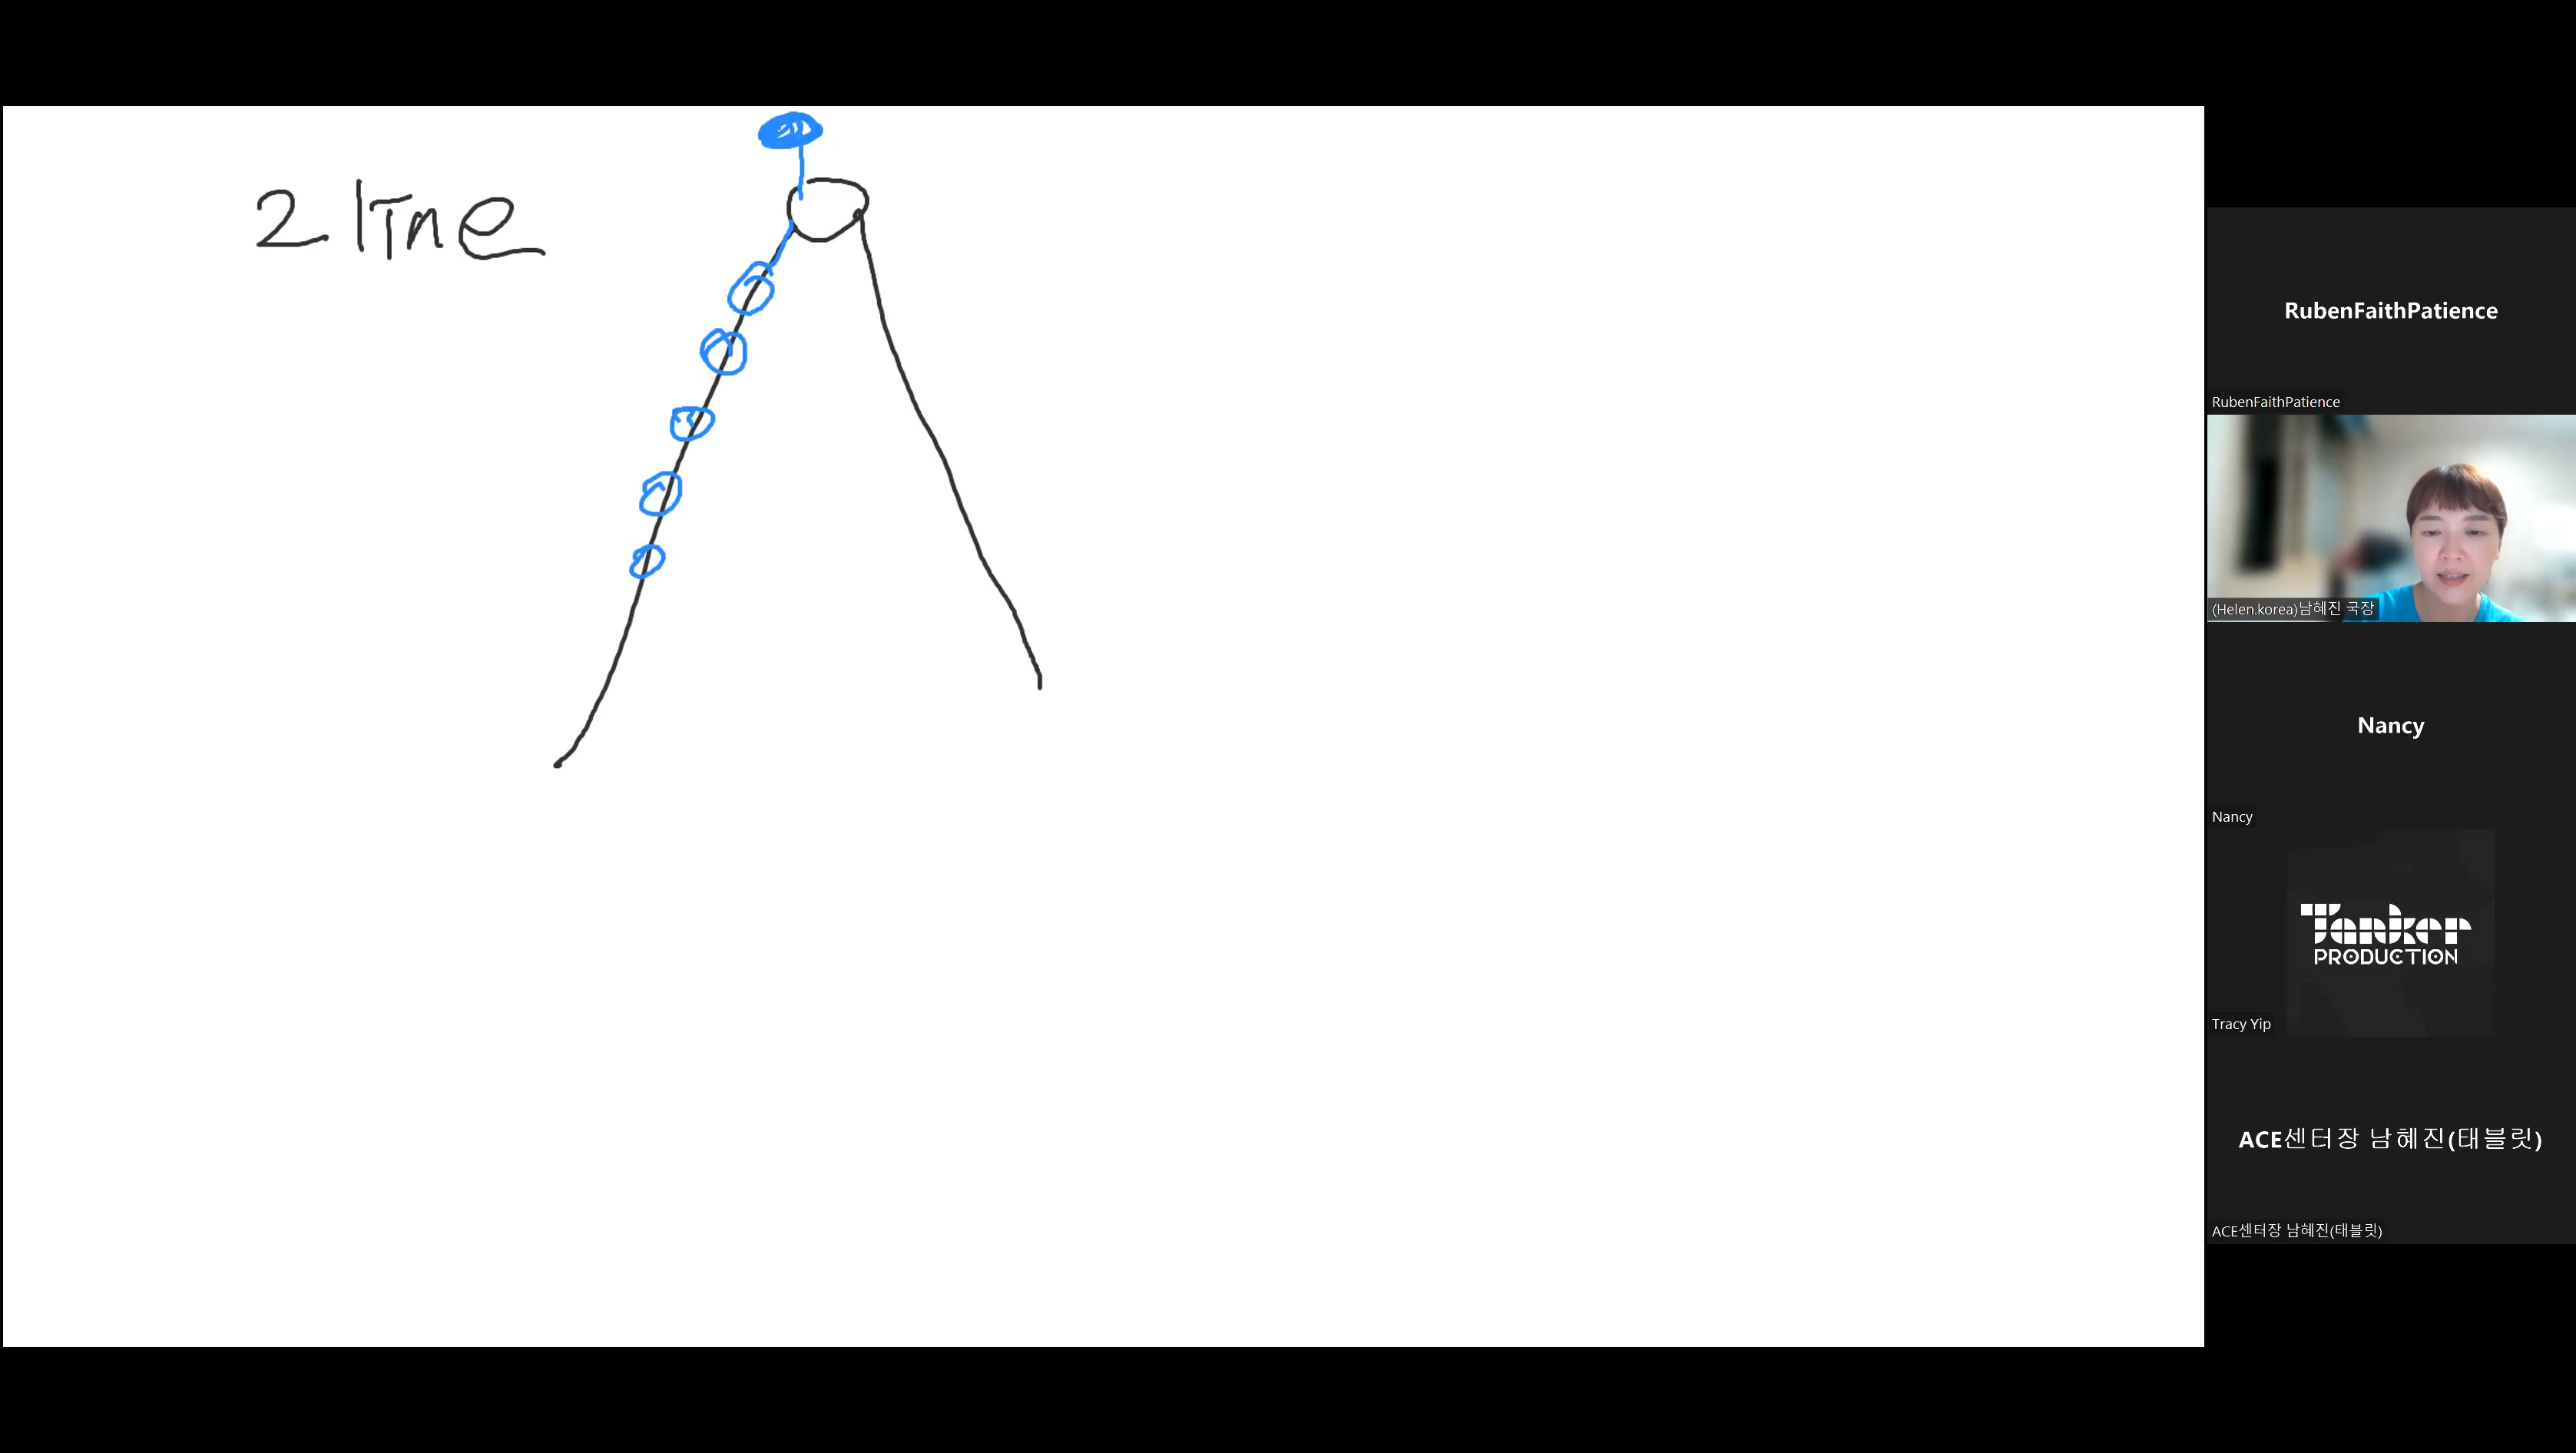 2 line
RubenFaithPatience
RubenFaithPatience
(Helen.korea)남혜진 국장
Nancy
Nancy
Tanker
PRODUCTION
Tracy Yip
ACE센터장 남혜진(태블릿)
ACE센터장 남혜진(태블릿)